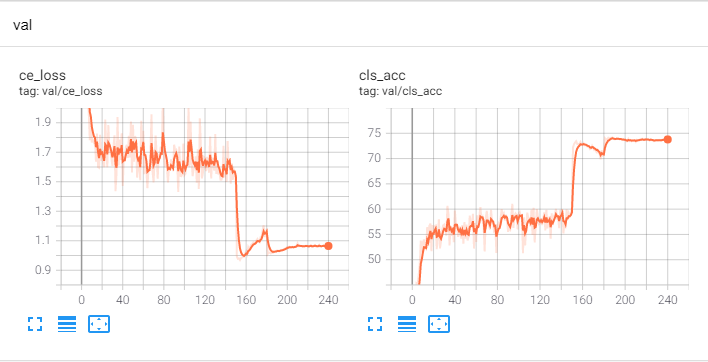 val
ce_loss
tag: val/ce_loss
1.9
1.7
1.5
1.3
1.1
0.9
0 40 80 120 160 200 240
cls_acc
tag: val/cls_acc
75
70
65
60
55
50
0 40 80 120 160 200 240